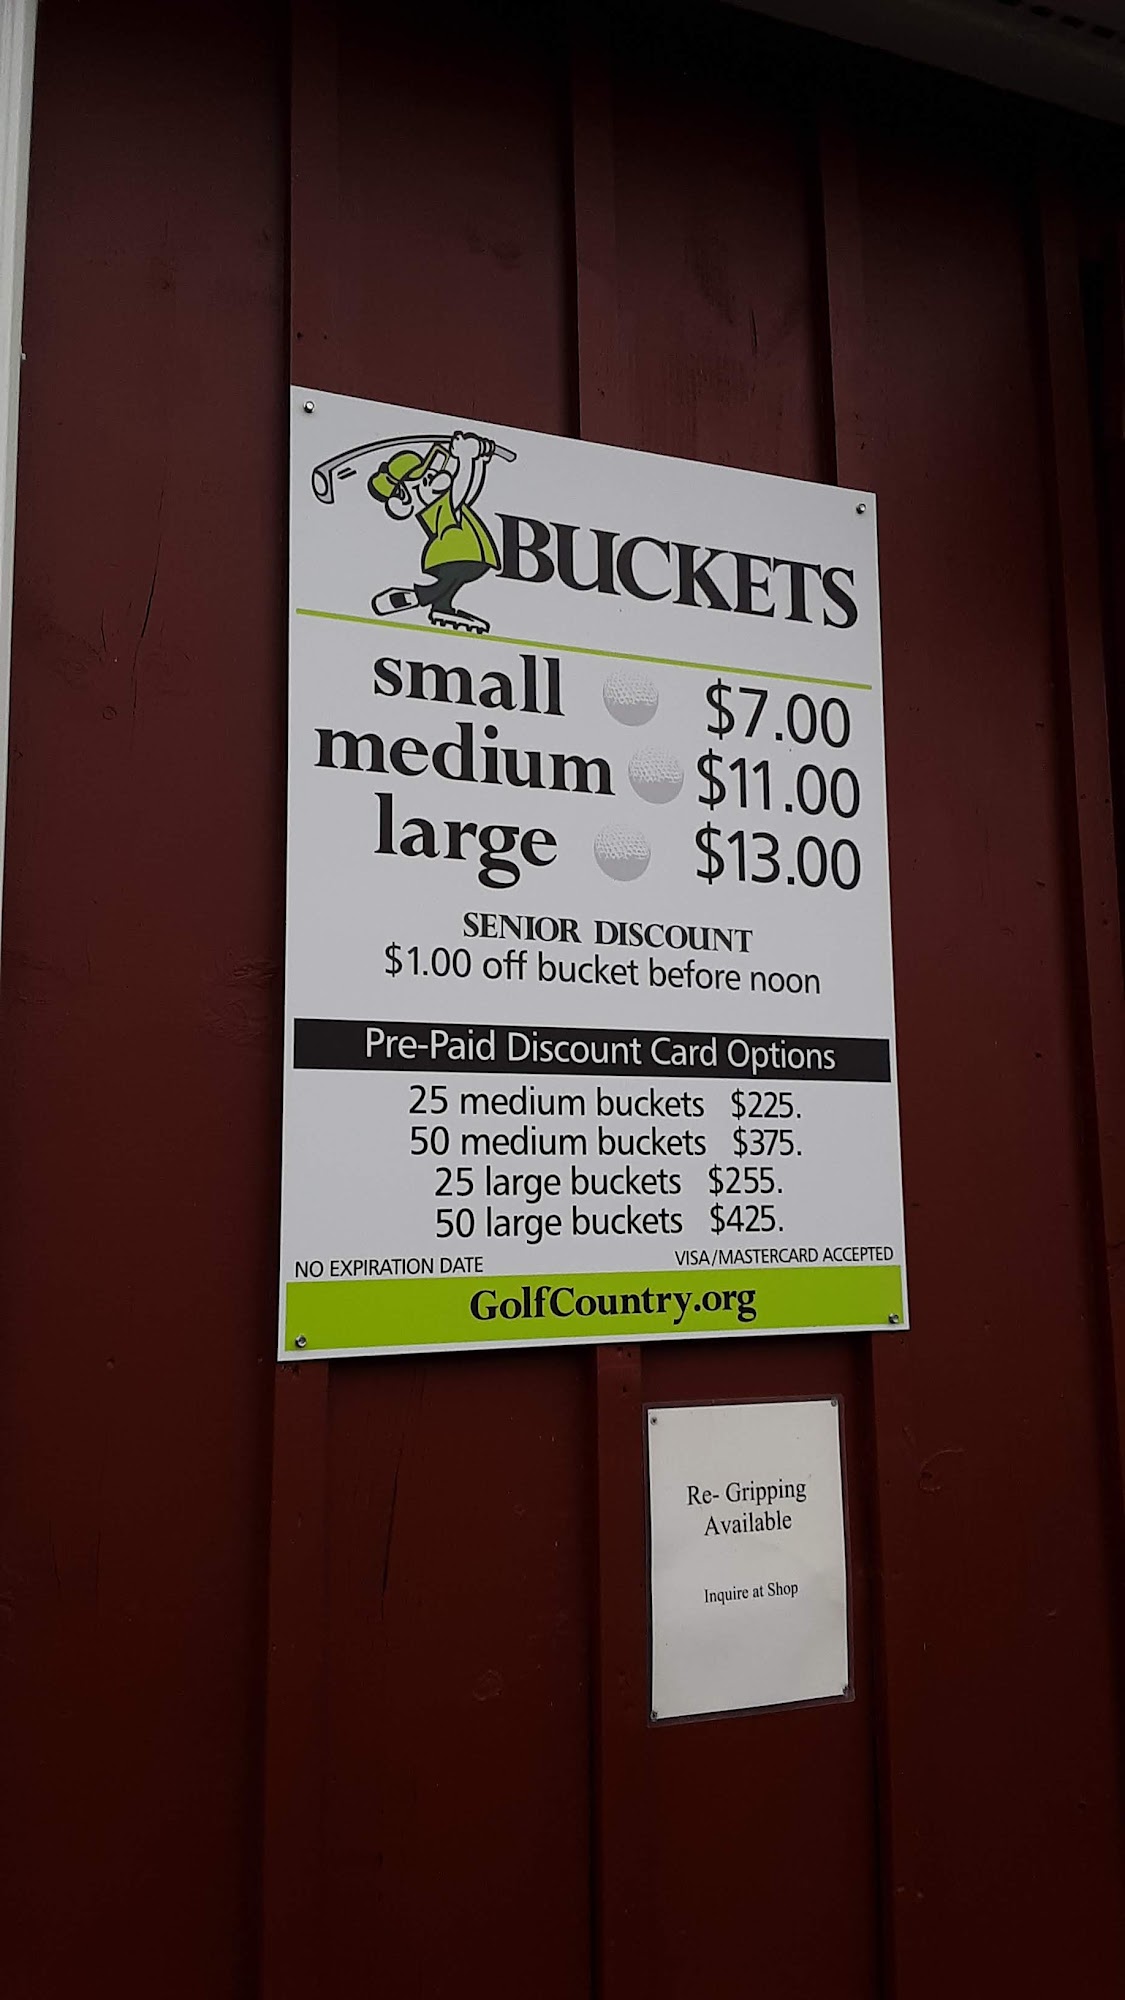 BUCKETS
small $7.00
medium $11.00
large $13.00
SENIOR DISCOUNT
$1.00 off bucket before noon
Pre-Paid Discount Card Options
25 medium buckets $225.
50 medium buckets $375.
25 large buckets $255.
50 large buckets $425.
NO EXPIRATION DATE VISA/MASTERCARD ACCEPTED
GolfCountry.org
Re- Gripping
Available
Inquire at Shop